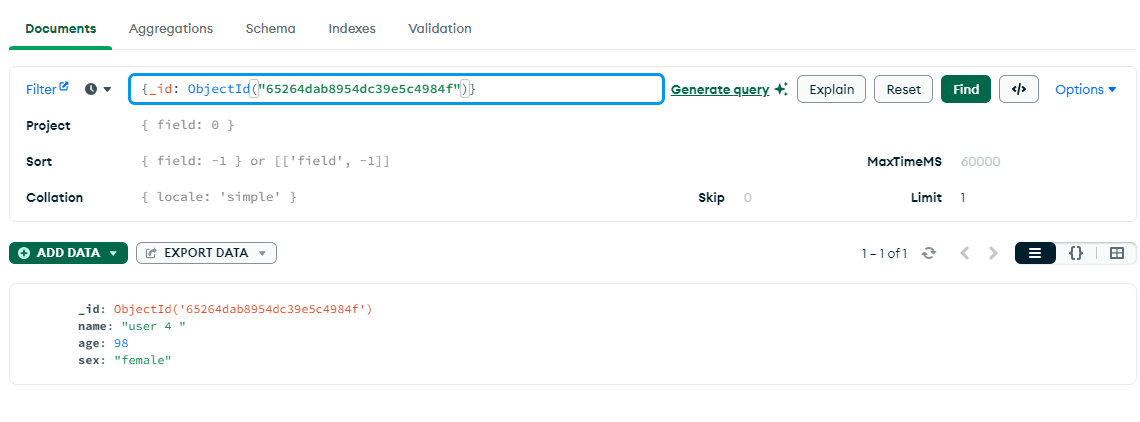 Documents Aggregations Schema Indexes Validation
Filter {_id: ObjectId("65264dab8954dc39e5c4984f")} Generate query Explain Reset Find </> Options
Project { field: 0 }
Sort { field: -1 } or [['field', -1]] MaxTimeMS 60000
Collation { locale: 'simple' } Skip 0 Limit 1
ADD DATA EXPORT DATA 1 – 1 of 1 {}
_id: ObjectId('65264dab8954dc39e5c4984f')
name: "user 4 "
age: 98
sex: "female"